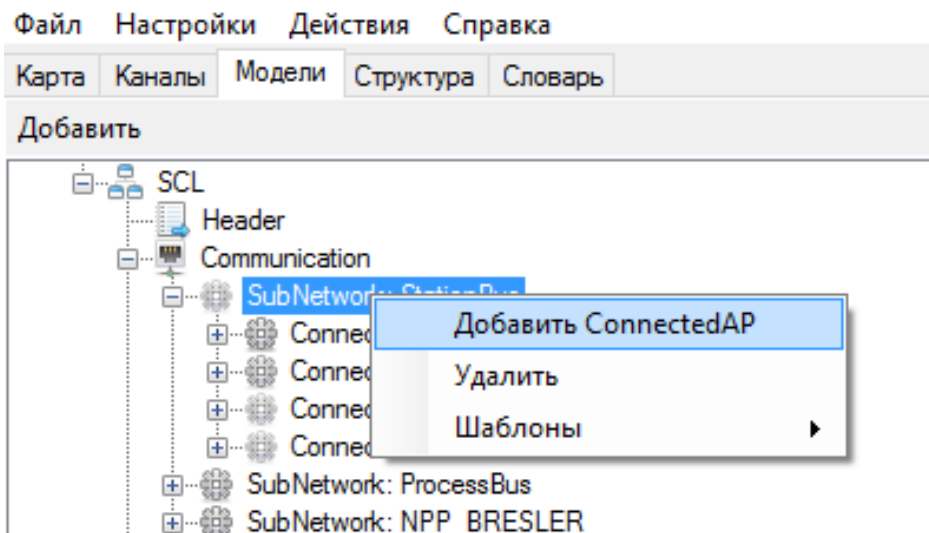 Файл Настройки Действия Справка
Карта Каналы Модели Структура Словарь
Добавить
SCL
Header
Communication
SubNetwork: StationBus
Добавить ConnectedAP
Удалить
Шаблоны
SubNetwork: ProcessBus
SubNetwork: NPP_BRESLER